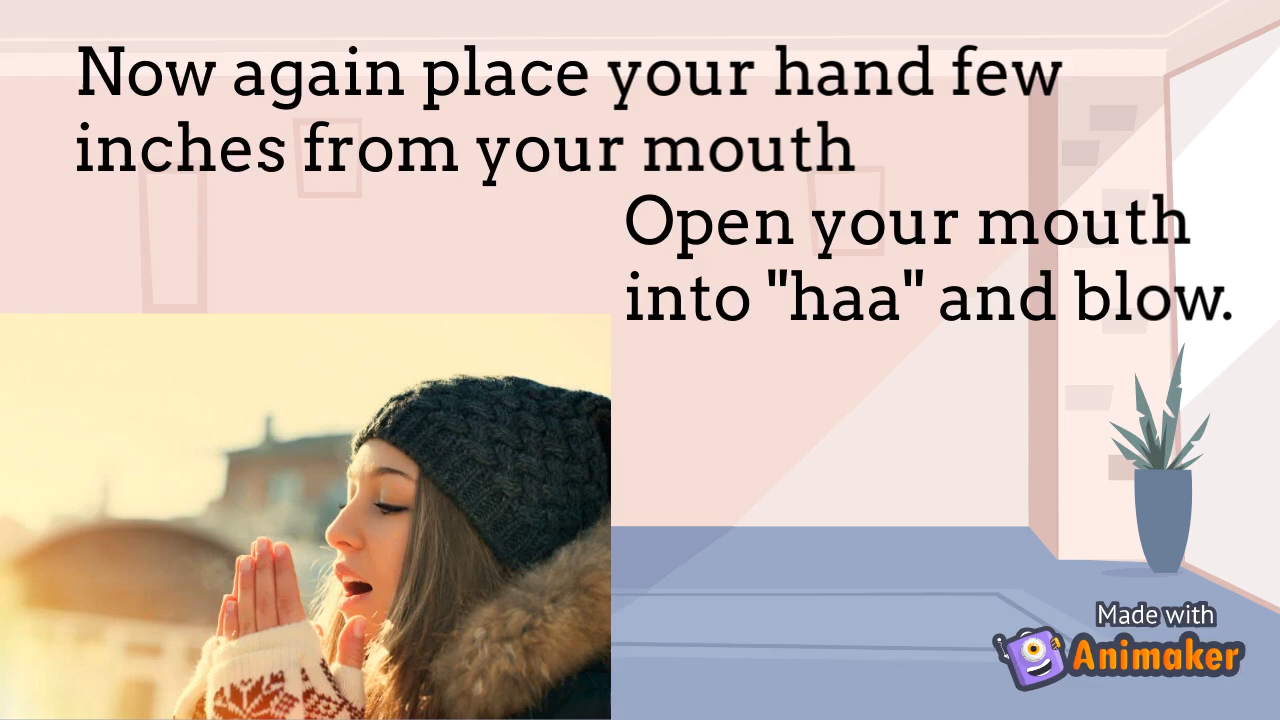 Now again place your hand few
inches from your mouth
Open your mouth
into "haa" and blow.
Made with
Animaker